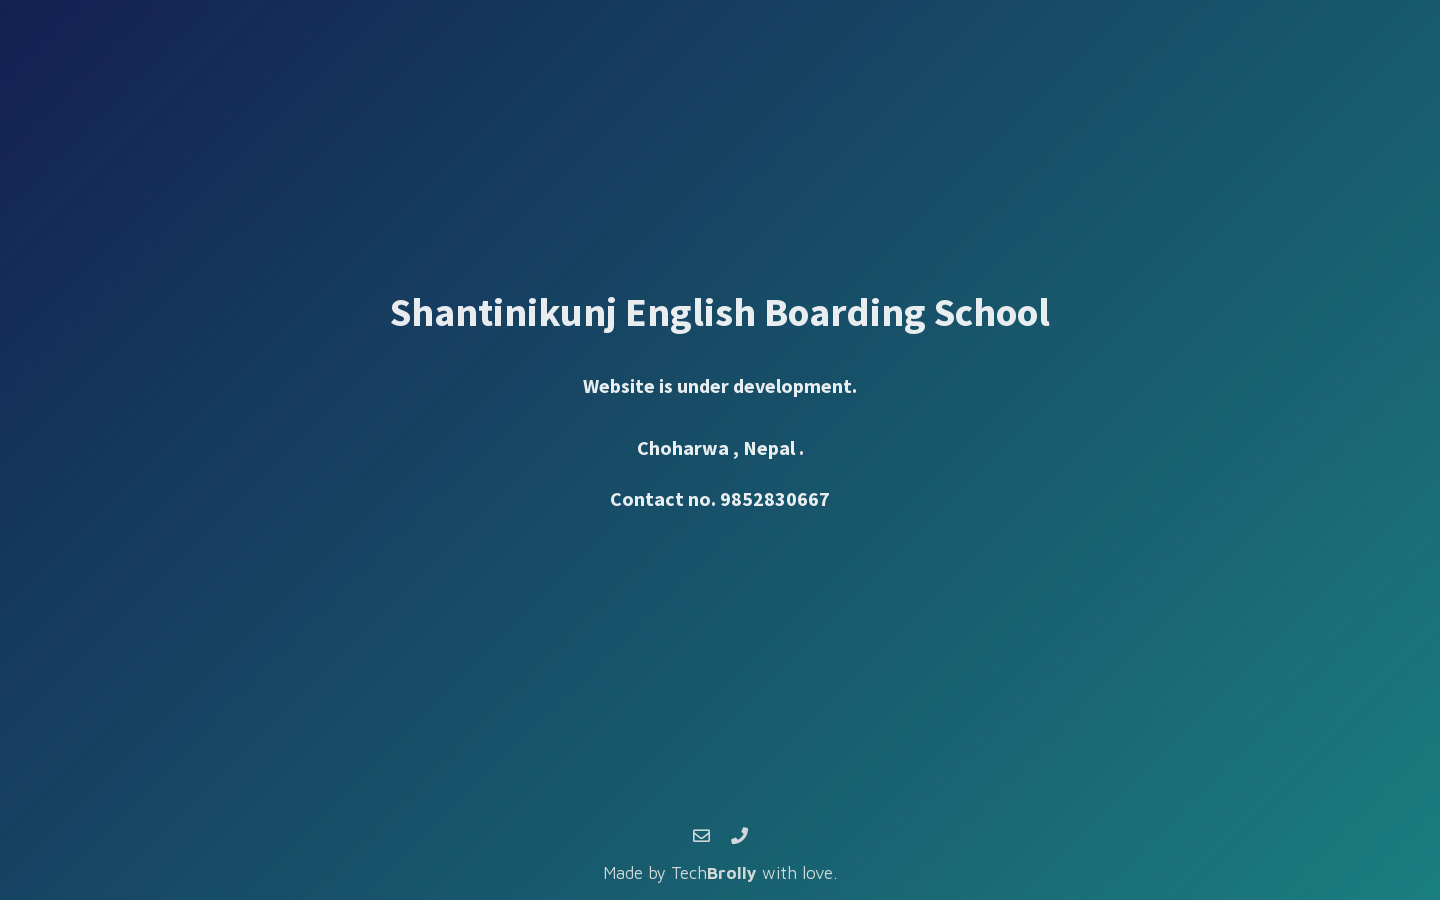 Shantinikunj English Boarding School
Website is under development.
Choharwa , Nepal .
Contact no. 9852830667
Made by TechBrolly with love.